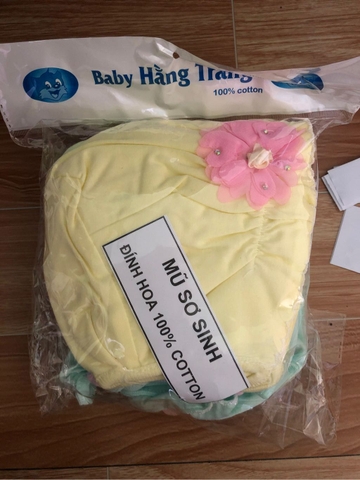 Baby Hằng Trang
100% cotton
MŨ SƠ SINH
ĐÍNH HOA 100% COTTON